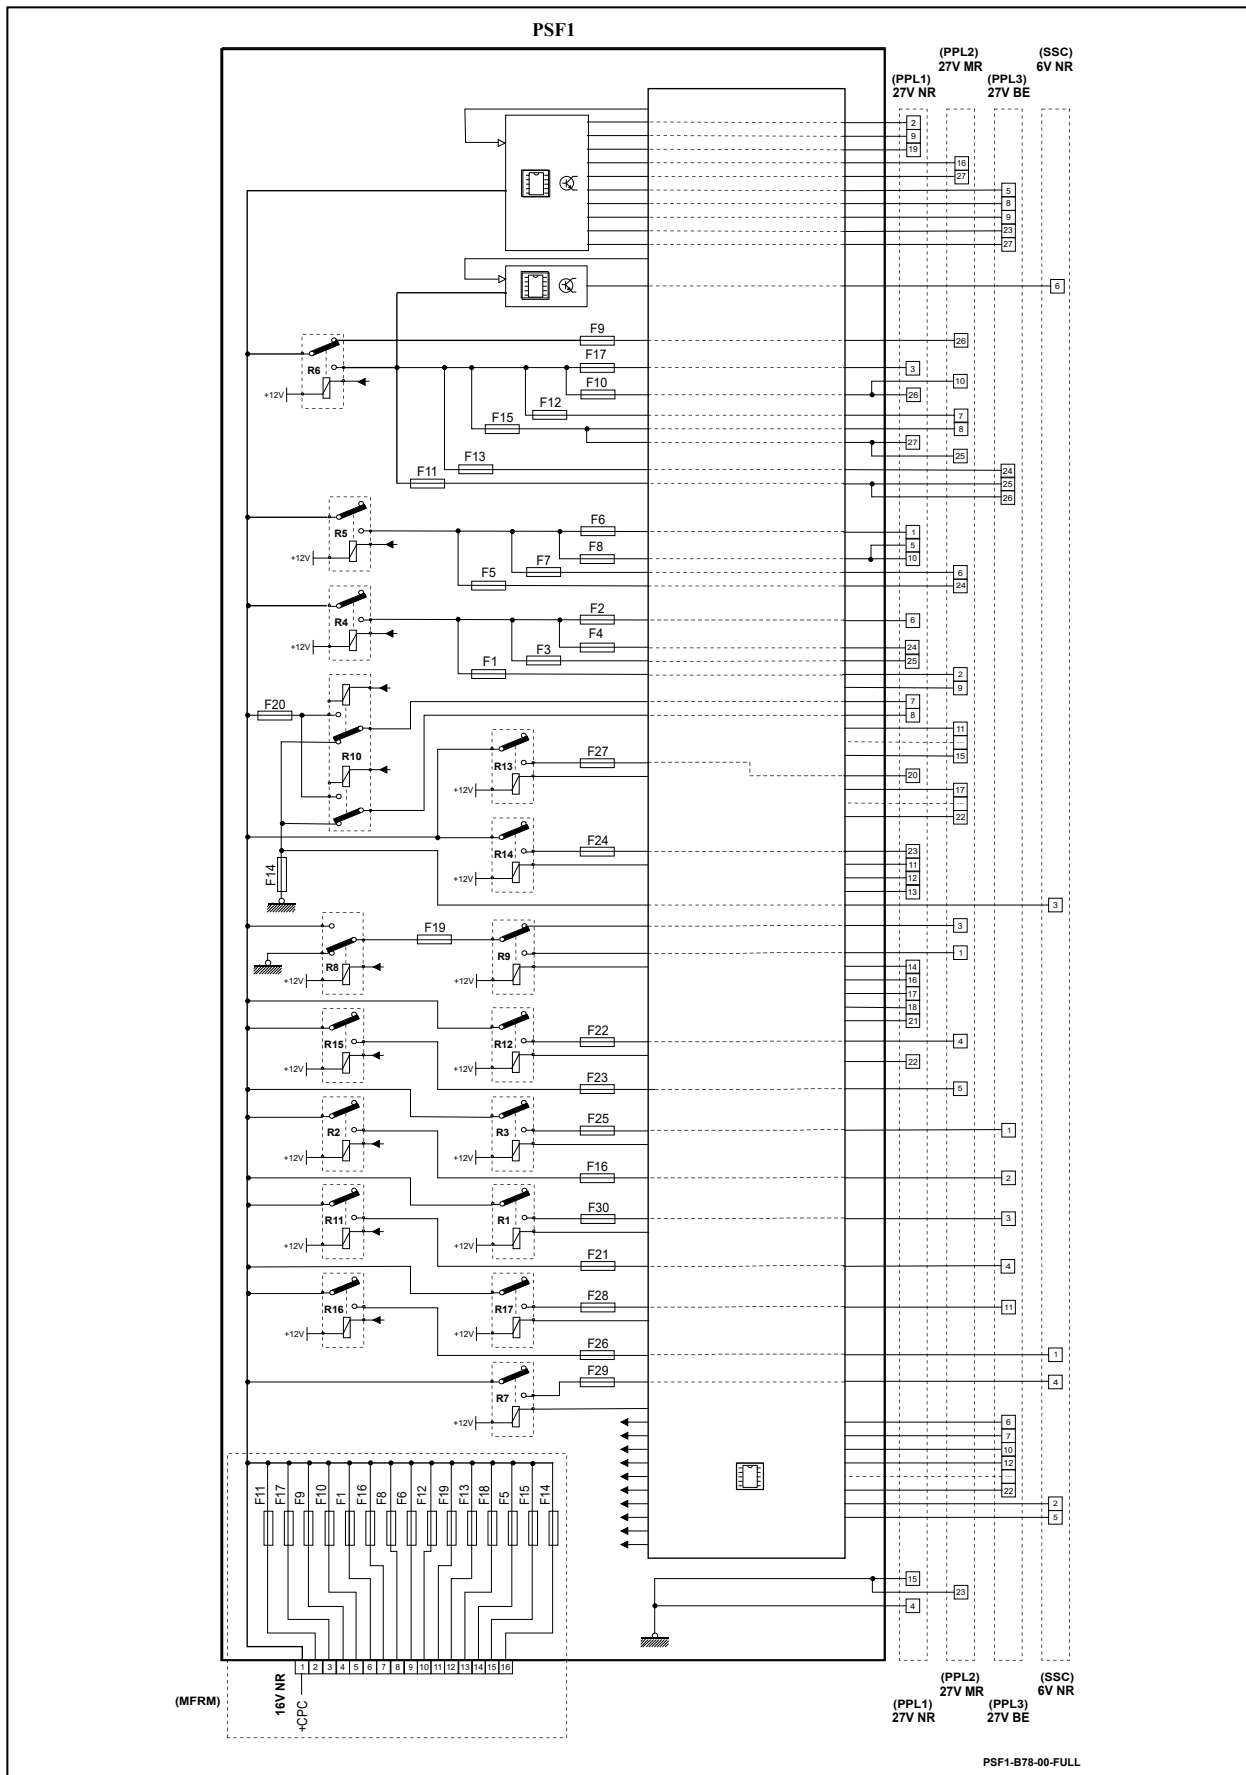 PSF1
(PPL2)
27V MR
(SSC)
6V NR
(PPL1)
27V NR
(PPL3)
27V BE
2
9
19
16
27
5
8
9
23
27
6
F9
26
R6
F17
3
+12V
F10
10
26
F12
7
F15
8
27
25
F13
24
F11
25
26
R5
F6
1
+12V
F8
5
10
F7
6
F5
24
R4
F2
6
+12V
F4
24
F3
25
F1
2
9
F20
7
8
R10
11
...
15
R13
F27
20
+12V
17
...
22
R14
F24
23
+12V
11
12
13
F14
3
F19
3
R8
R9
1
+12V
+12V
14
16
17
18
21
R15
R12
F22
4
+12V
+12V
22
F23
5
R2
R3
F25
1
+12V
+12V
F16
2
R11
R1
F30
3
+12V
+12V
F21
4
R16
R17
F28
11
+12V
+12V
F26
1
F29
4
R7
+12V
6
7
10
12
...
22
2
5
F11
F17
F9
F10
F1
F16
F8
F6
F12
F19
F13
F18
F5
F15
F14
15
23
4
1 2 3 4 5 6 7 8 9 10 11 12 13 14 15 16
(MFRM)
16V NR
+CPC
(PPL2)
27V MR
(SSC)
6V NR
(PPL1)
27V NR
(PPL3)
27V BE
PSF1-B78-00-FULL